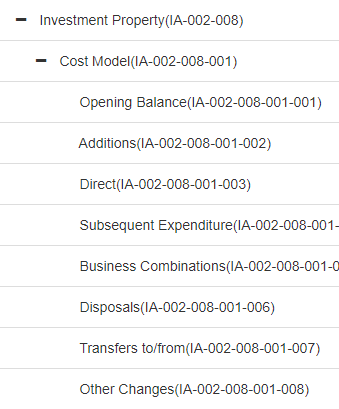 Investment Property(IA-002-008)
Cost Model(IA-002-008-001)
Opening Balance(IA-002-008-001-001)
Additions(IA-002-008-001-002)
Direct(IA-002-008-001-003)
Subsequent Expenditure(IA-002-008-001-
Business Combinations(IA-002-008-001-0
Disposals(IA-002-008-001-006)
Transfers to/from(IA-002-008-001-007)
Other Changes(IA-002-008-001-008)